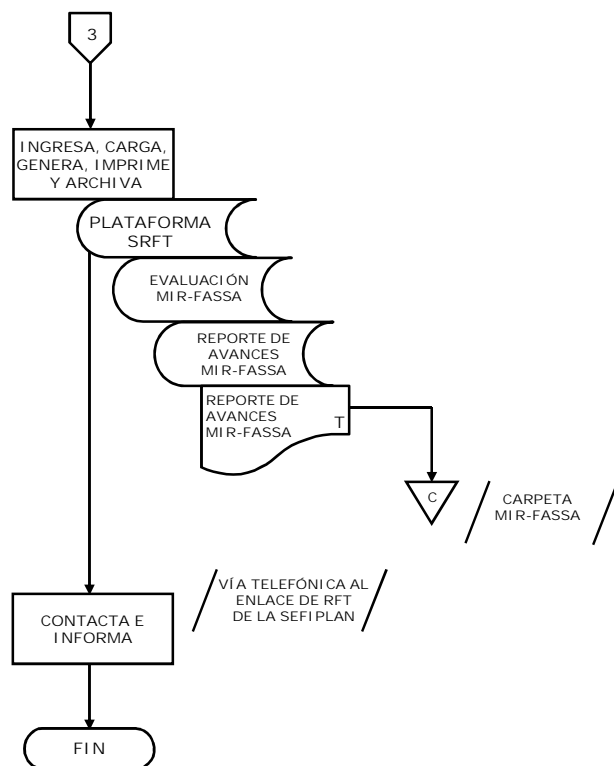 3
INGRESA, CARGA,
GENERA, IMPRIME
Y ARCHIVA
PLATAFORMA
SRFT
EVALUACIÓN
MIR-FASSA
REPORTE DE
AVANCES
MIR-FASSA
REPORTE DE
AVANCES
MIR-FASSA
T
C
CARPETA
MIR-FASSA
VÍA TELEFÓNICA AL
ENLACE DE RFT
DE LA SEFIPLAN
CONTACTA E
INFORMA
FIN